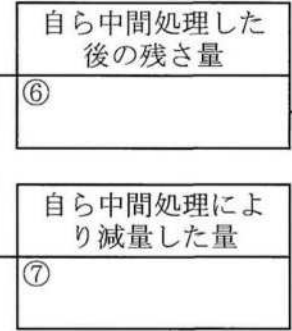 自ら中間処理した
後の残さ量
⑥
自ら中間処理によ
り減量した量
⑦